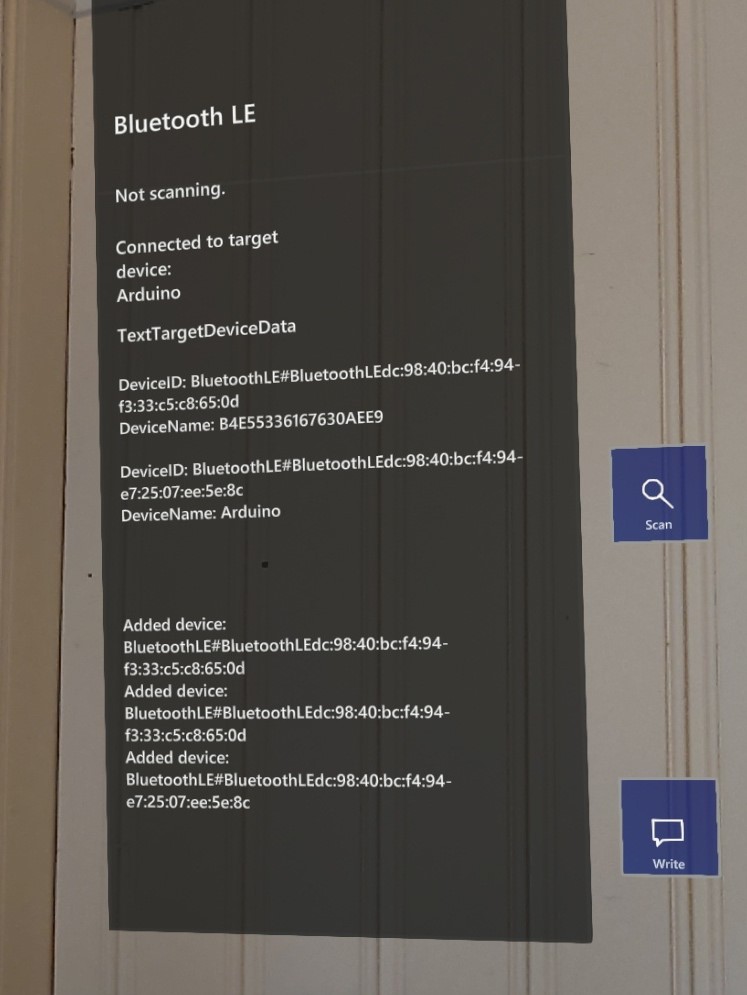 Bluetooth LE
Not scanning.
Connected to target
device:
Arduino
TextTargetDeviceData
DeviceID: BluetoothLE#BluetoothLEdc:98:40:bc:f4:94-
f3:33:c5:c8:65:0d
DeviceName: B4E55336167630AEE9
DeviceID: BluetoothLE#BluetoothLEdc:98:40:bc:f4:94-
e7:25:07:ee:5e:8c
DeviceName: Arduino
Scan
Added device:
BluetoothLE#BluetoothLEdc:98:40:bc:f4:94-
f3:33:c5:c8:65:0d
Added device:
BluetoothLE#BluetoothLEdc:98:40:bc:f4:94-
f3:33:c5:c8:65:0d
Added device:
BluetoothLE#BluetoothLEdc:98:40:bc:f4:94-
e7:25:07:ee:5e:8c
Write